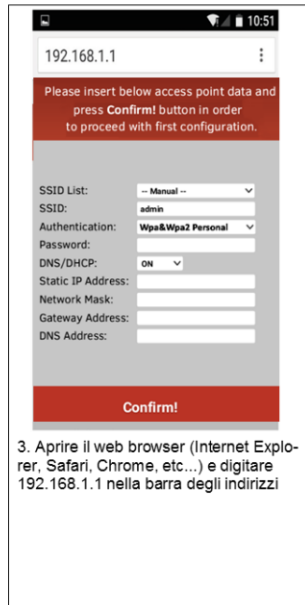 10:51
192.168.1.1
Please insert below access point data and
press Confirm! button in order
to proceed with first configuration.
SSID List: -- Manual --
SSID: admin
Authentication: Wpa&Wpa2 Personal
Password:
DNS/DHCP: ON
Static IP Address:
Network Mask:
Gateway Address:
DNS Address:
Confirm!
3. Aprire il web browser (Internet Explo-
rer, Safari, Chrome, etc...) e digitare
192.168.1.1 nella barra degli indirizzi